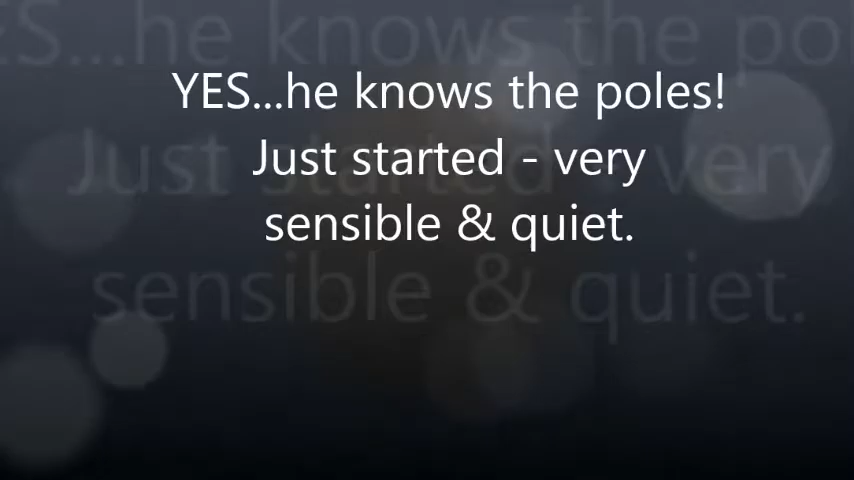 YES...he knows the poles!
Just started - very
sensible & quiet.